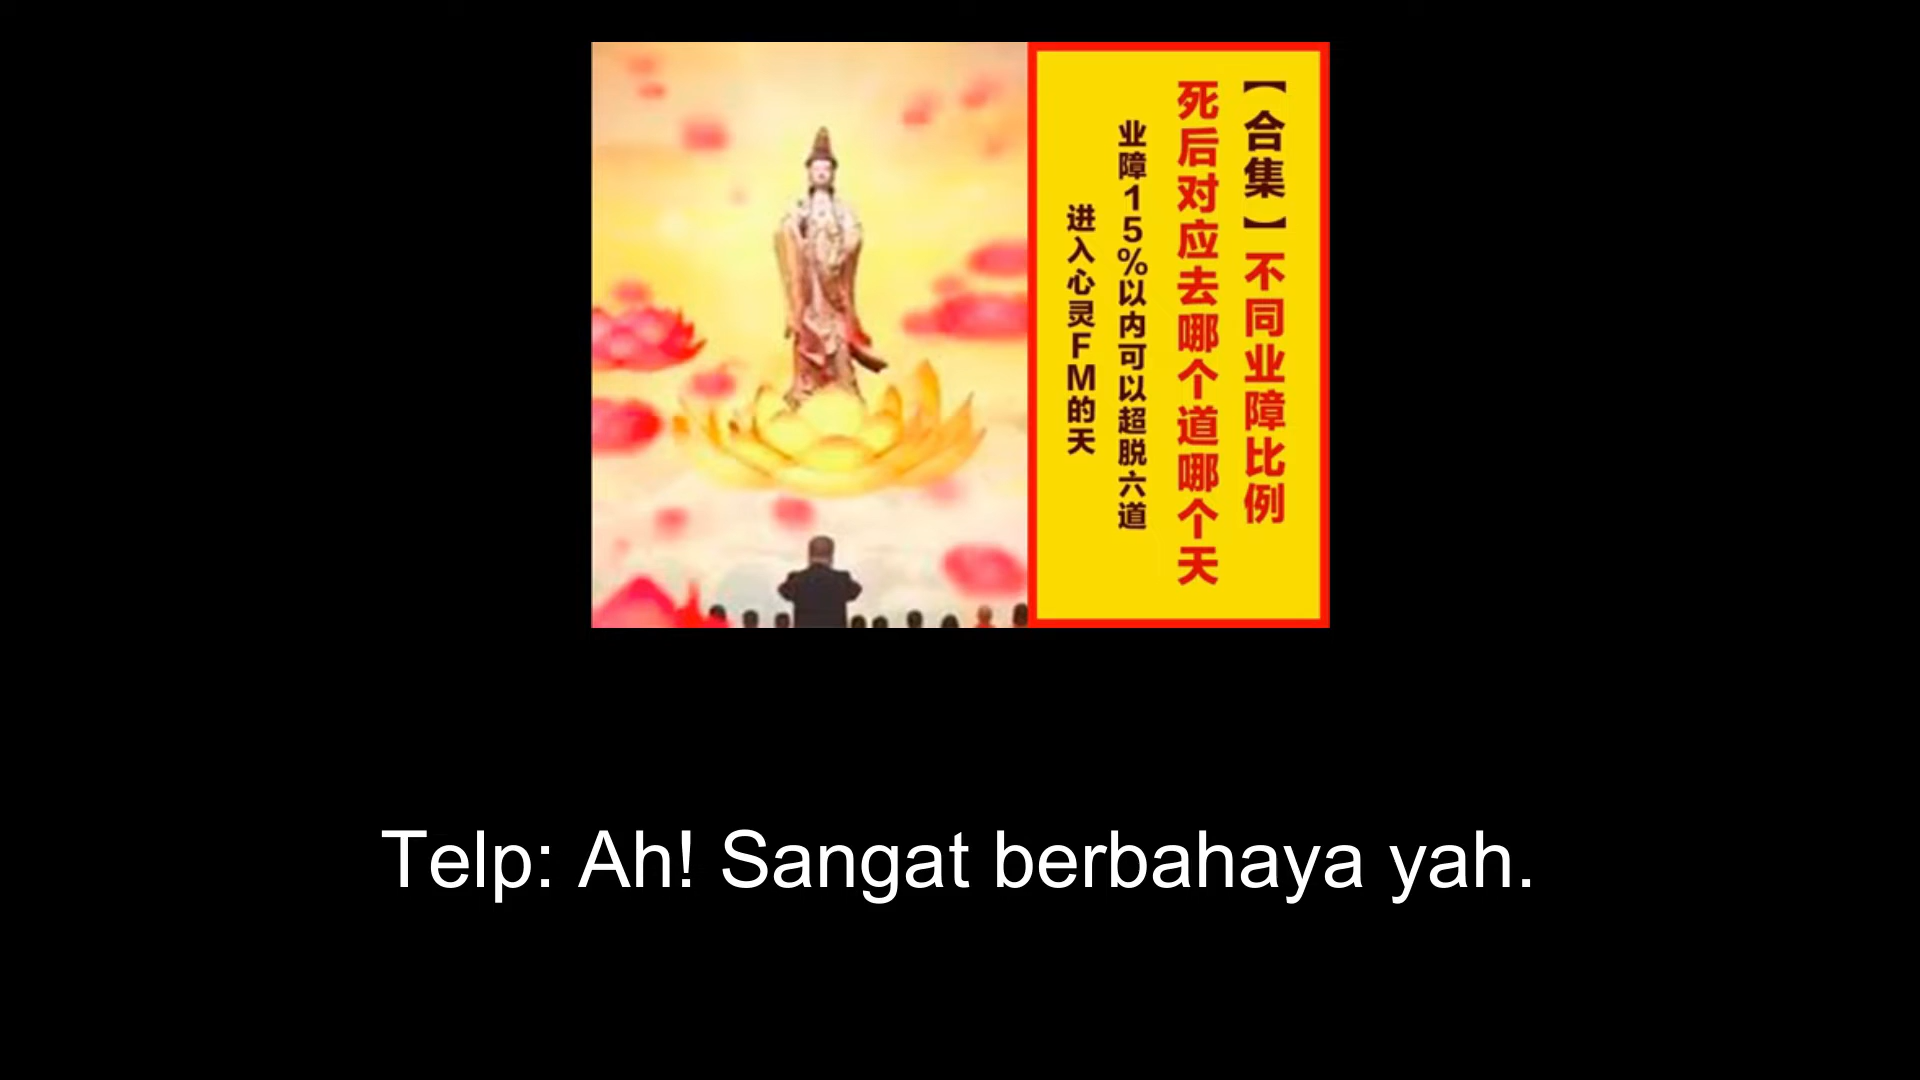 【合集】不同业障比例
死后对应去哪个道哪个天
业障15%以内可以超脱六道
进入心灵FM的天
Telp: Ah! Sangat berbahaya yah.